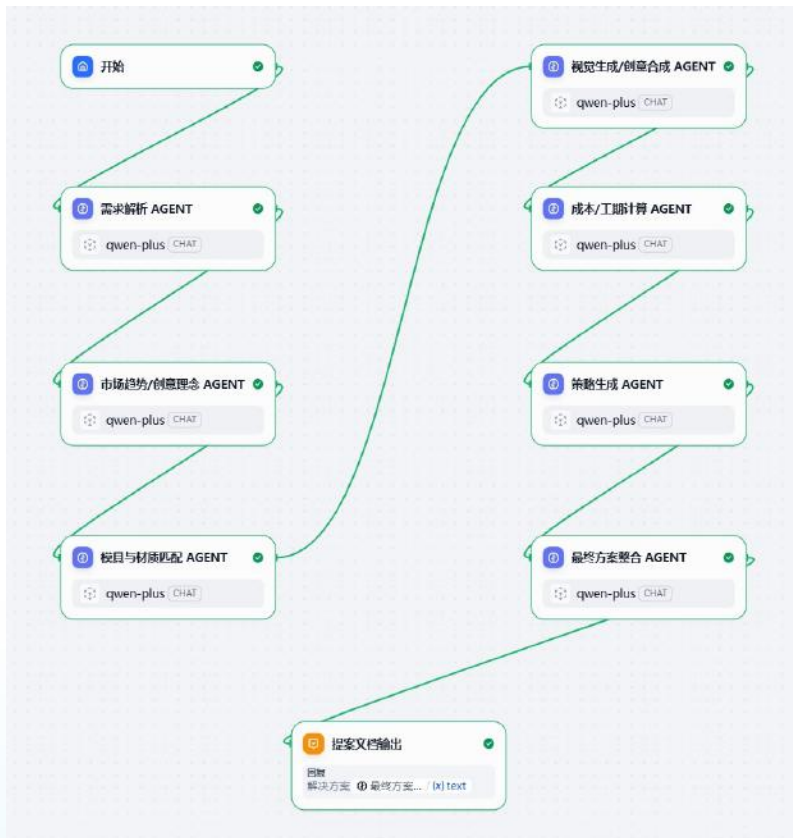 开始
需求解析 AGENT
qwen-plus CHAT
市场趋势/创意理念 AGENT
qwen-plus CHAT
模具与材质匹配 AGENT
qwen-plus CHAT
视觉生成/创意合成 AGENT
qwen-plus CHAT
成本/工期计算 AGENT
qwen-plus CHAT
策略生成 AGENT
qwen-plus CHAT
最终方案整合 AGENT
qwen-plus CHAT
提案文档输出
回复
解决方案 最终方案... / {x} text